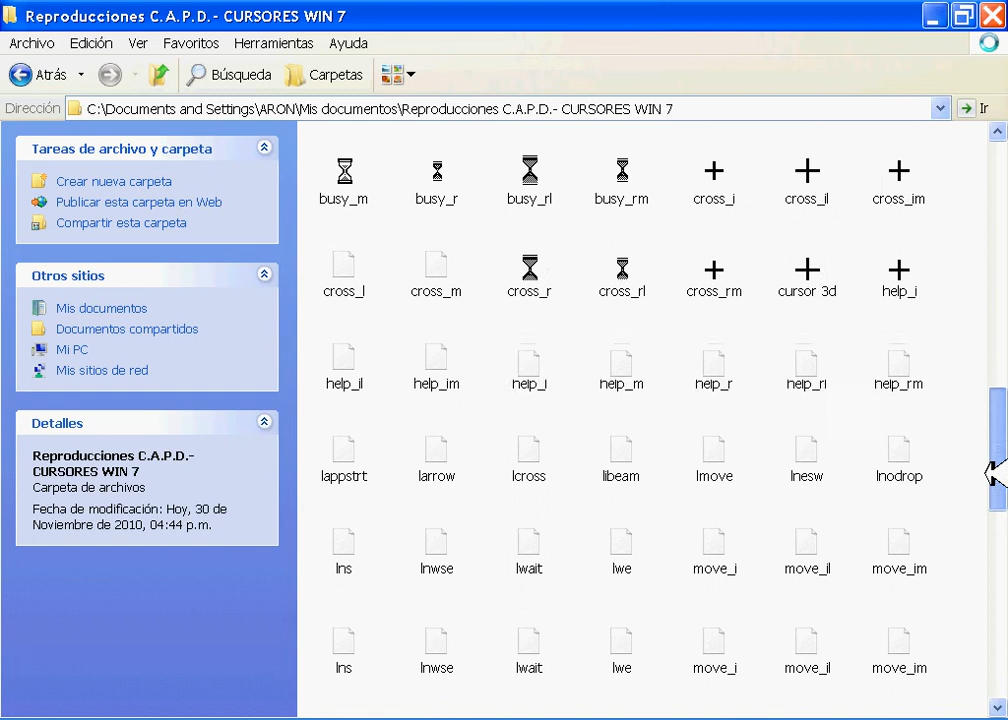 Reproducciones C.A.P.D.- CURSORES WIN 7
Archivo Edición Ver Favoritos Herramientas Ayuda
Atrás Búsqueda Carpetas
Dirección C:\Documents and Settings\ARON\Mis documentos\Reproducciones C.A.P.D.- CURSORES WIN 7 Ir
Tareas de archivo y carpeta
Crear nueva carpeta
Publicar esta carpeta en Web
Compartir esta carpeta
Otros sitios
Mis documentos
Documentos compartidos
Mi PC
Mis sitios de red
Detalles
Reproducciones C.A.P.D.-
CURSORES WIN 7
Carpeta de archivos
Fecha de modificación: Hoy, 30 de
Noviembre de 2010, 04:44 p.m.
busy_m busy_r busy_rl busy_rm cross_i cross_il cross_im
cross_l cross_m cross_r cross_rl cross_rm cursor 3d help_i
help_il help_im help_l help_m help_r help_rl help_rm
lappstrt larrow lcross libeam lmove lnesw lnodrop
lns lnwse lwait lwe move_i move_il move_im
lns lnwse lwait lwe move_i move_il move_im